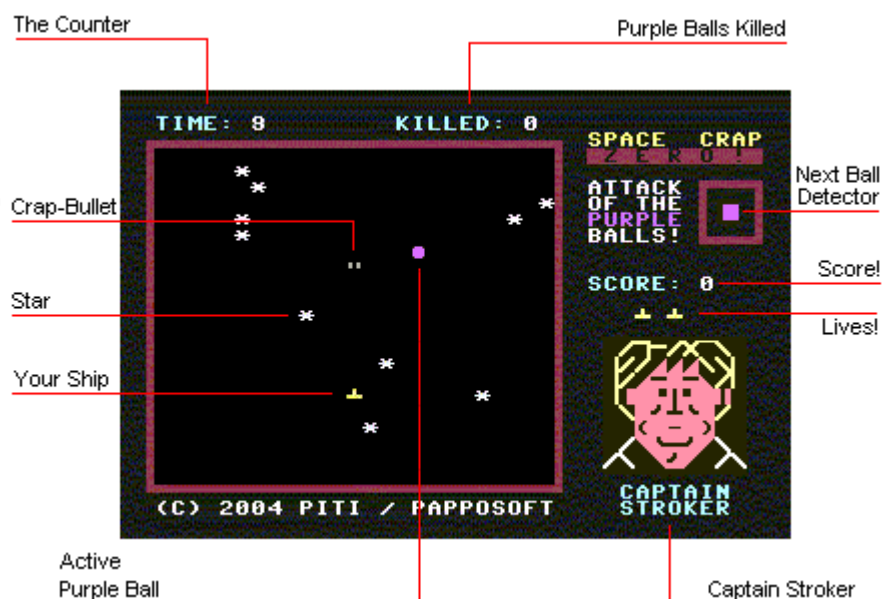 The Counter
Purple Balls Killed
TIME: 9
KILLED: 0
SPACE CRAP
ZERO!
Next Ball
Detector
ATTACK
OF THE
PURPLE
BALLS!
Crap-Bullet
SCORE: 0
Score!
Star
Lives!
Your Ship
CAPTAIN
STROKER
(C) 2004 PITI / PAPPOSOFT
Active
Purple Ball
Captain Stroker